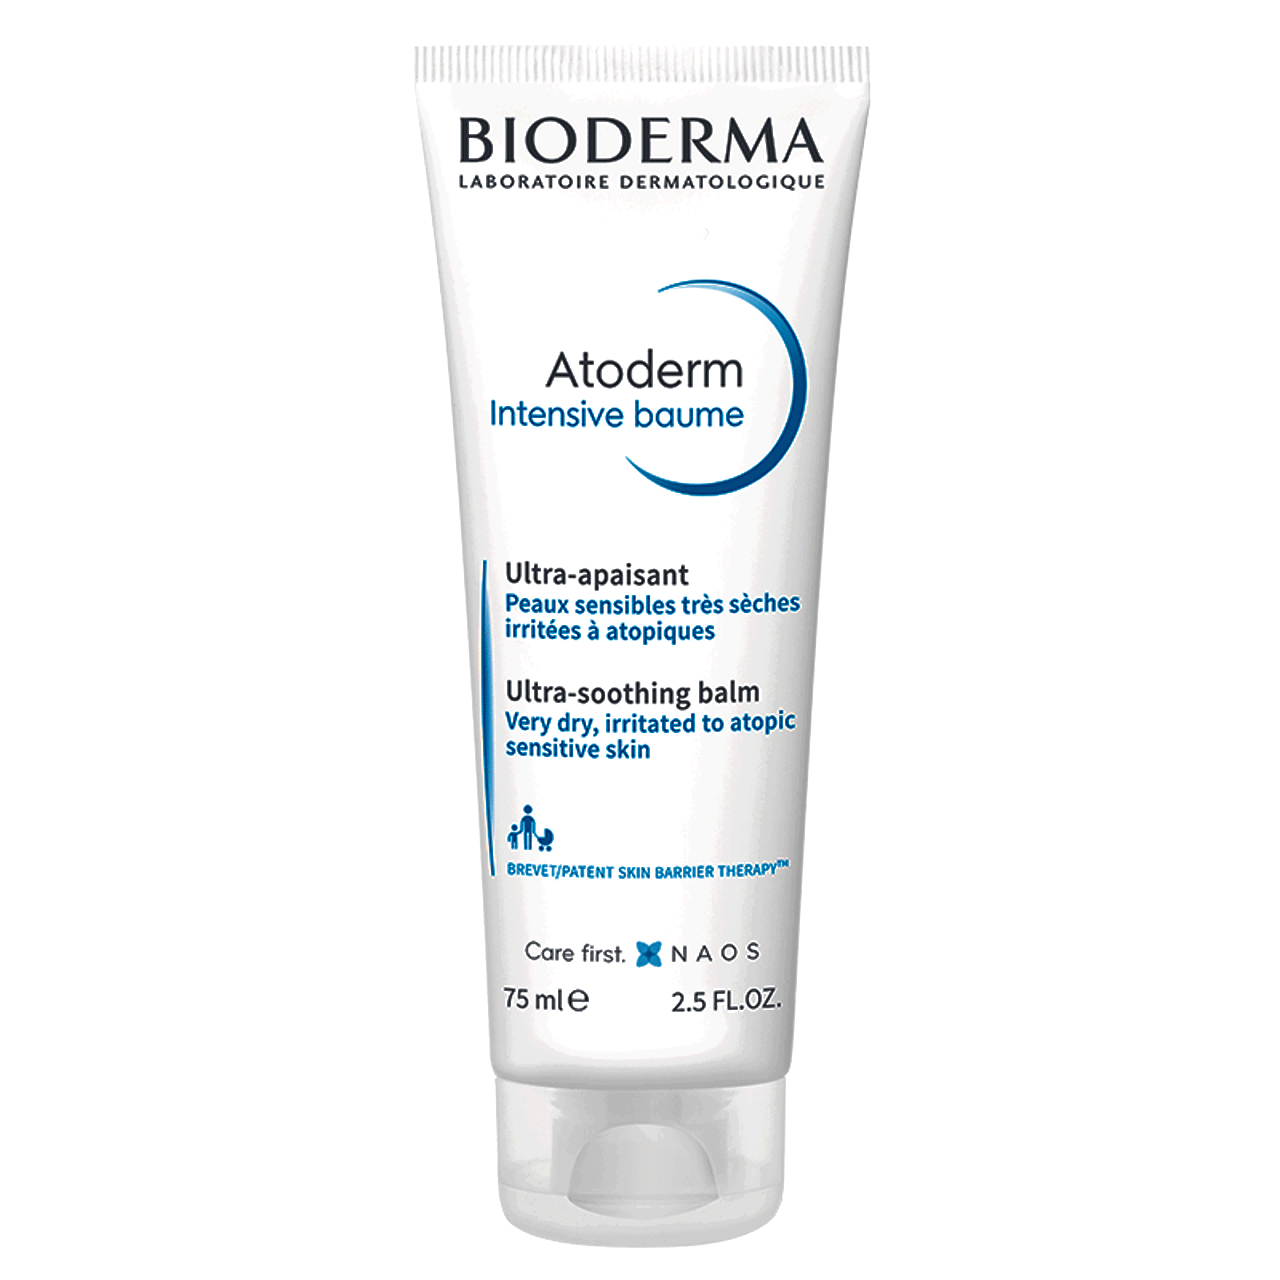 BIODERMA
LABORATOIRE DERMATOLOGIQUE
Atoderm
Intensive baume
Ultra-apaisant
Peaux sensibles très sèches
irritées à atopiques
Ultra-soothing balm
Very dry, irritated to atopic
sensitive skin
BREVET/PATENT SKIN BARRIER THERAPY™
Care first. NAOS
75 ml ℮ 2.5 FL.OZ.